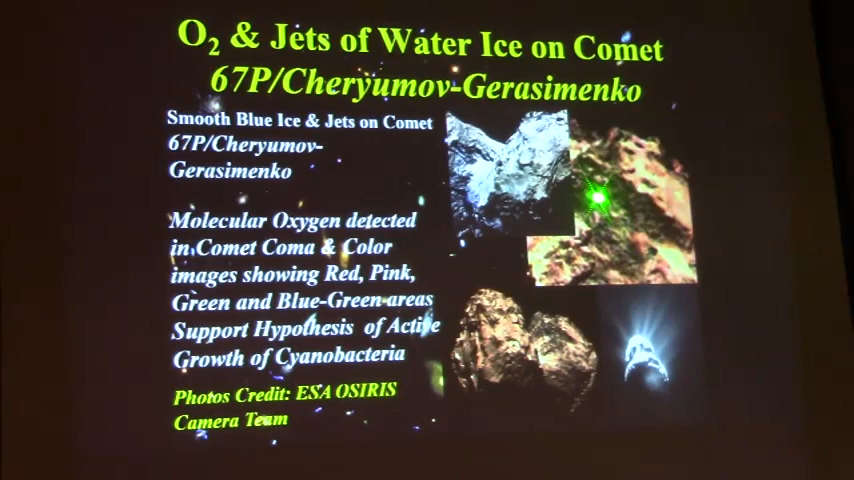 O₂ & Jets of Water Ice on Comet
67P/Cheryumov-Gerasimenko
Smooth Blue Ice & Jets on Comet
67P/Cheryumov-
Gerasimenko
Molecular Oxygen detected
in Comet Coma & Color
images showing Red, Pink,
Green and Blue-Green areas
Support Hypothesis of Active
Growth of Cyanobacteria
Photos Credit: ESA OSIRIS
Camera Team